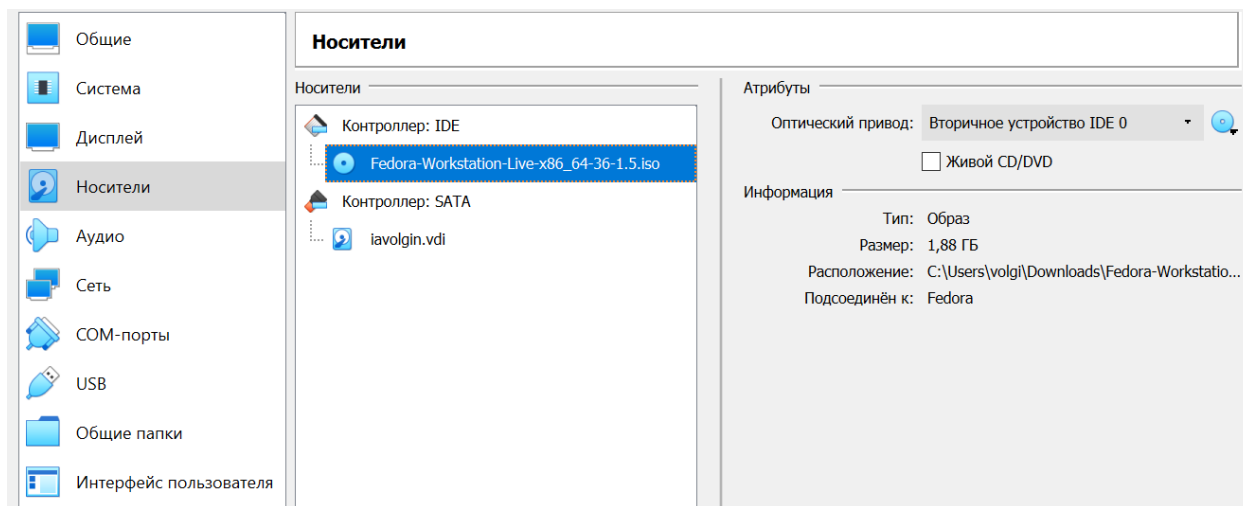 Общие
Система
Дисплей
Носители
Аудио
Сеть
COM-порты
USB
Общие папки
Интерфейс пользователя
Носители
Носители
Контроллер: IDE
Fedora-Workstation-Live-x86_64-36-1.5.iso
Контроллер: SATA
iavolgin.vdi
Атрибуты
Оптический привод: Вторичное устройство IDE 0
Живой CD/DVD
Информация
Тип: Образ
Размер: 1,88 ГБ
Расположение: C:\Users\volgi\Downloads\Fedora-Workstatio...
Подсоединён к: Fedora